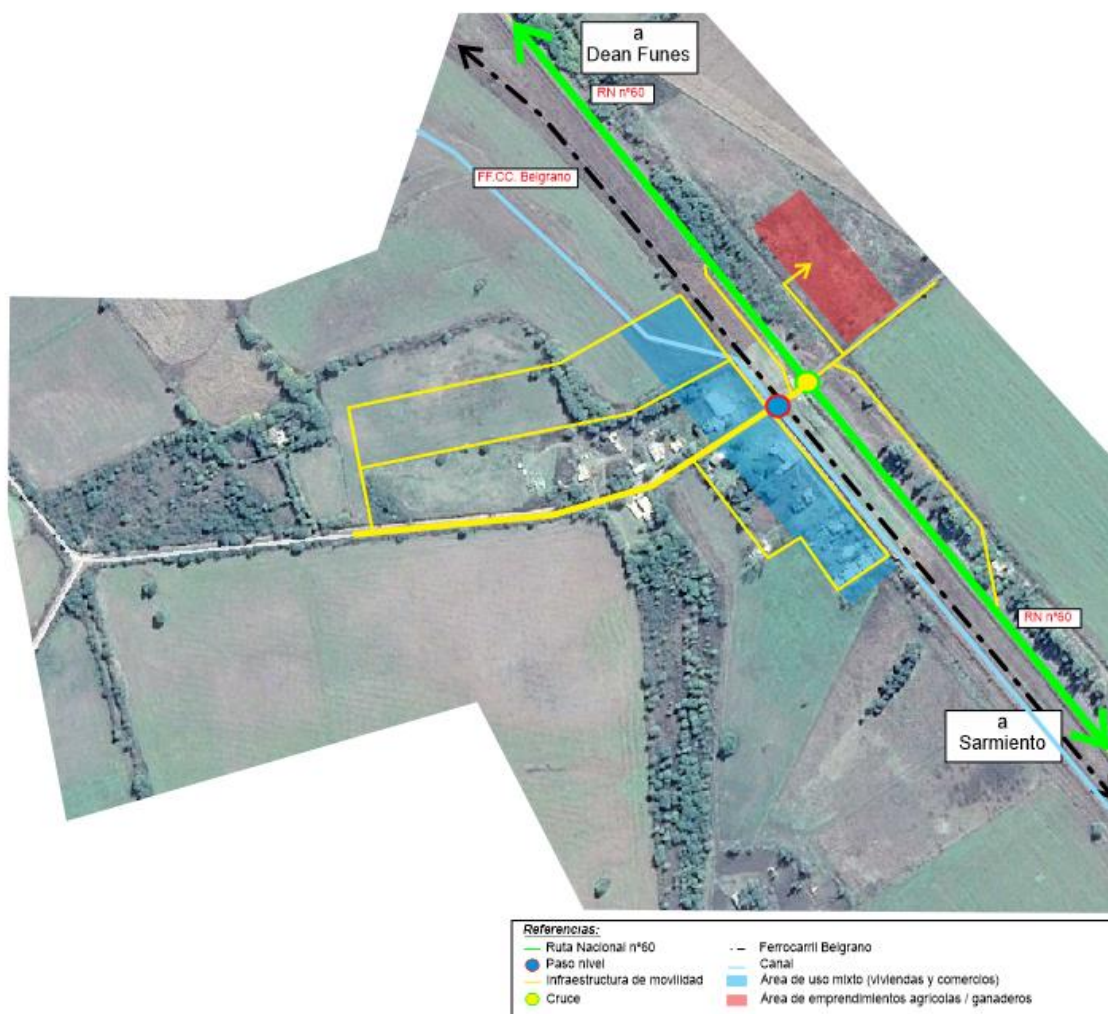 a
Dean Funes
RN nº60
FF.CC. Belgrano
RN nº60
a
Sarmiento
Referencias:
Ruta Nacional nº60
Paso nivel
Infraestructura de movilidad
Cruce
Ferrocarril Belgrano
Canal
Área de uso mixto (viviendas y comercios)
Área de emprendimientos agrícolas / ganaderos